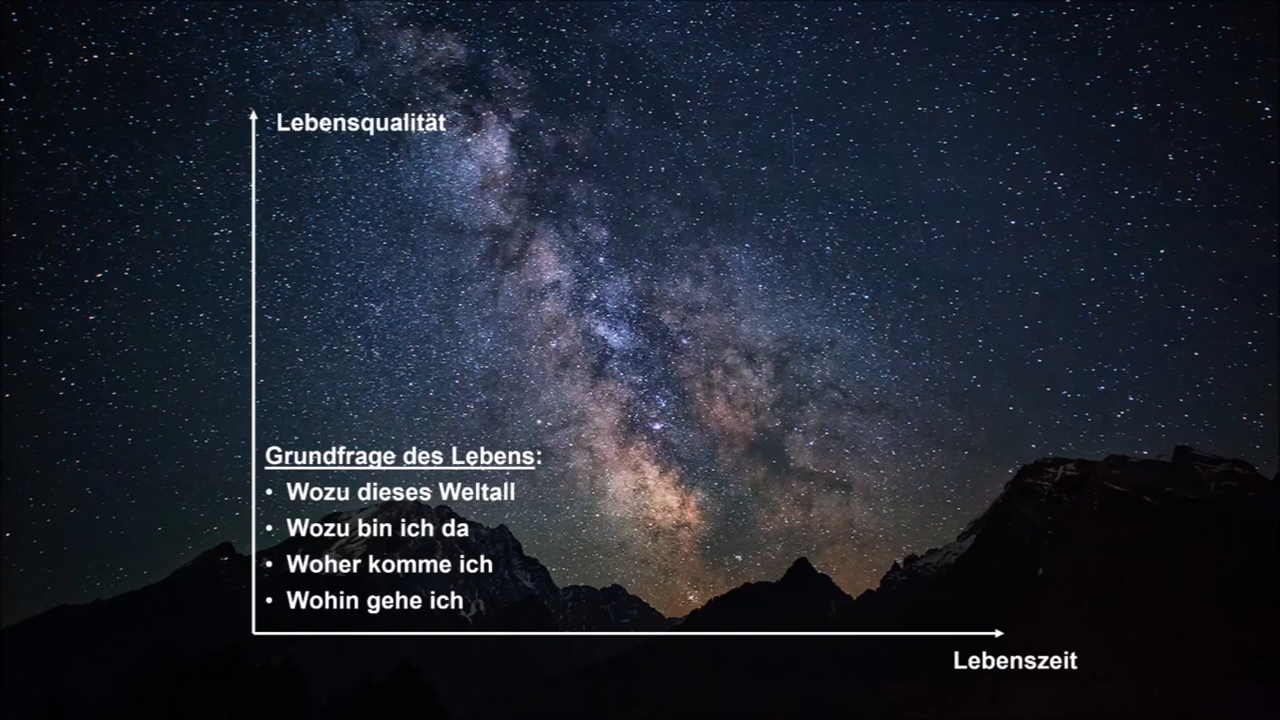 Lebensqualität
Grundfrage des Lebens:
• Wozu dieses Weltall
• Wozu bin ich da
• Woher komme ich
• Wohin gehe ich
Lebenszeit